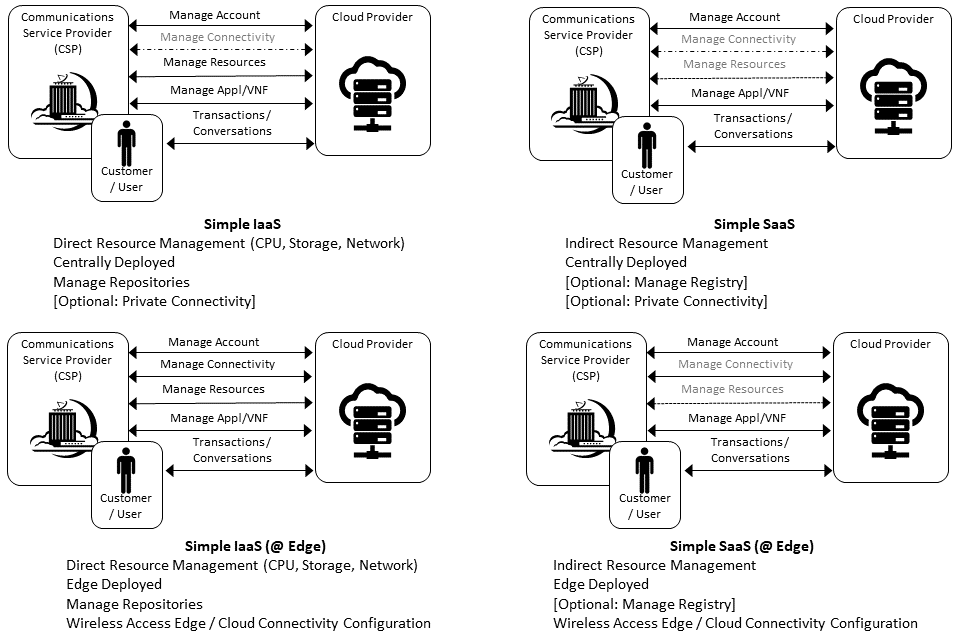 Communications
Service Provider
(CSP)
Manage Account
Manage Connectivity
Manage Resources
Manage Appl/VNF
Transactions/
Conversations
Cloud Provider
Customer
/ User
Simple IaaS
Direct Resource Management (CPU, Storage, Network)
Centrally Deployed
Manage Repositories
[Optional: Private Connectivity]
Communications
Service Provider
(CSP)
Manage Account
Manage Connectivity
Manage Resources
Manage Appl/VNF
Transactions/
Conversations
Cloud Provider
Customer
/ User
Simple SaaS
Indirect Resource Management
Centrally Deployed
[Optional: Manage Registry]
[Optional: Private Connectivity]
Communications
Service Provider
(CSP)
Manage Account
Manage Connectivity
Manage Resources
Manage Appl/VNF
Transactions/
Conversations
Cloud Provider
Customer
/ User
Simple IaaS (@ Edge)
Direct Resource Management (CPU, Storage, Network)
Edge Deployed
Manage Repositories
Wireless Access Edge / Cloud Connectivity Configuration
Communications
Service Provider
(CSP)
Manage Account
Manage Connectivity
Manage Resources
Manage Appl/VNF
Transactions/
Conversations
Cloud Provider
Customer
/ User
Simple SaaS (@ Edge)
Indirect Resource Management
Edge Deployed
[Optional: Manage Registry]
Wireless Access Edge / Cloud Connectivity Configuration